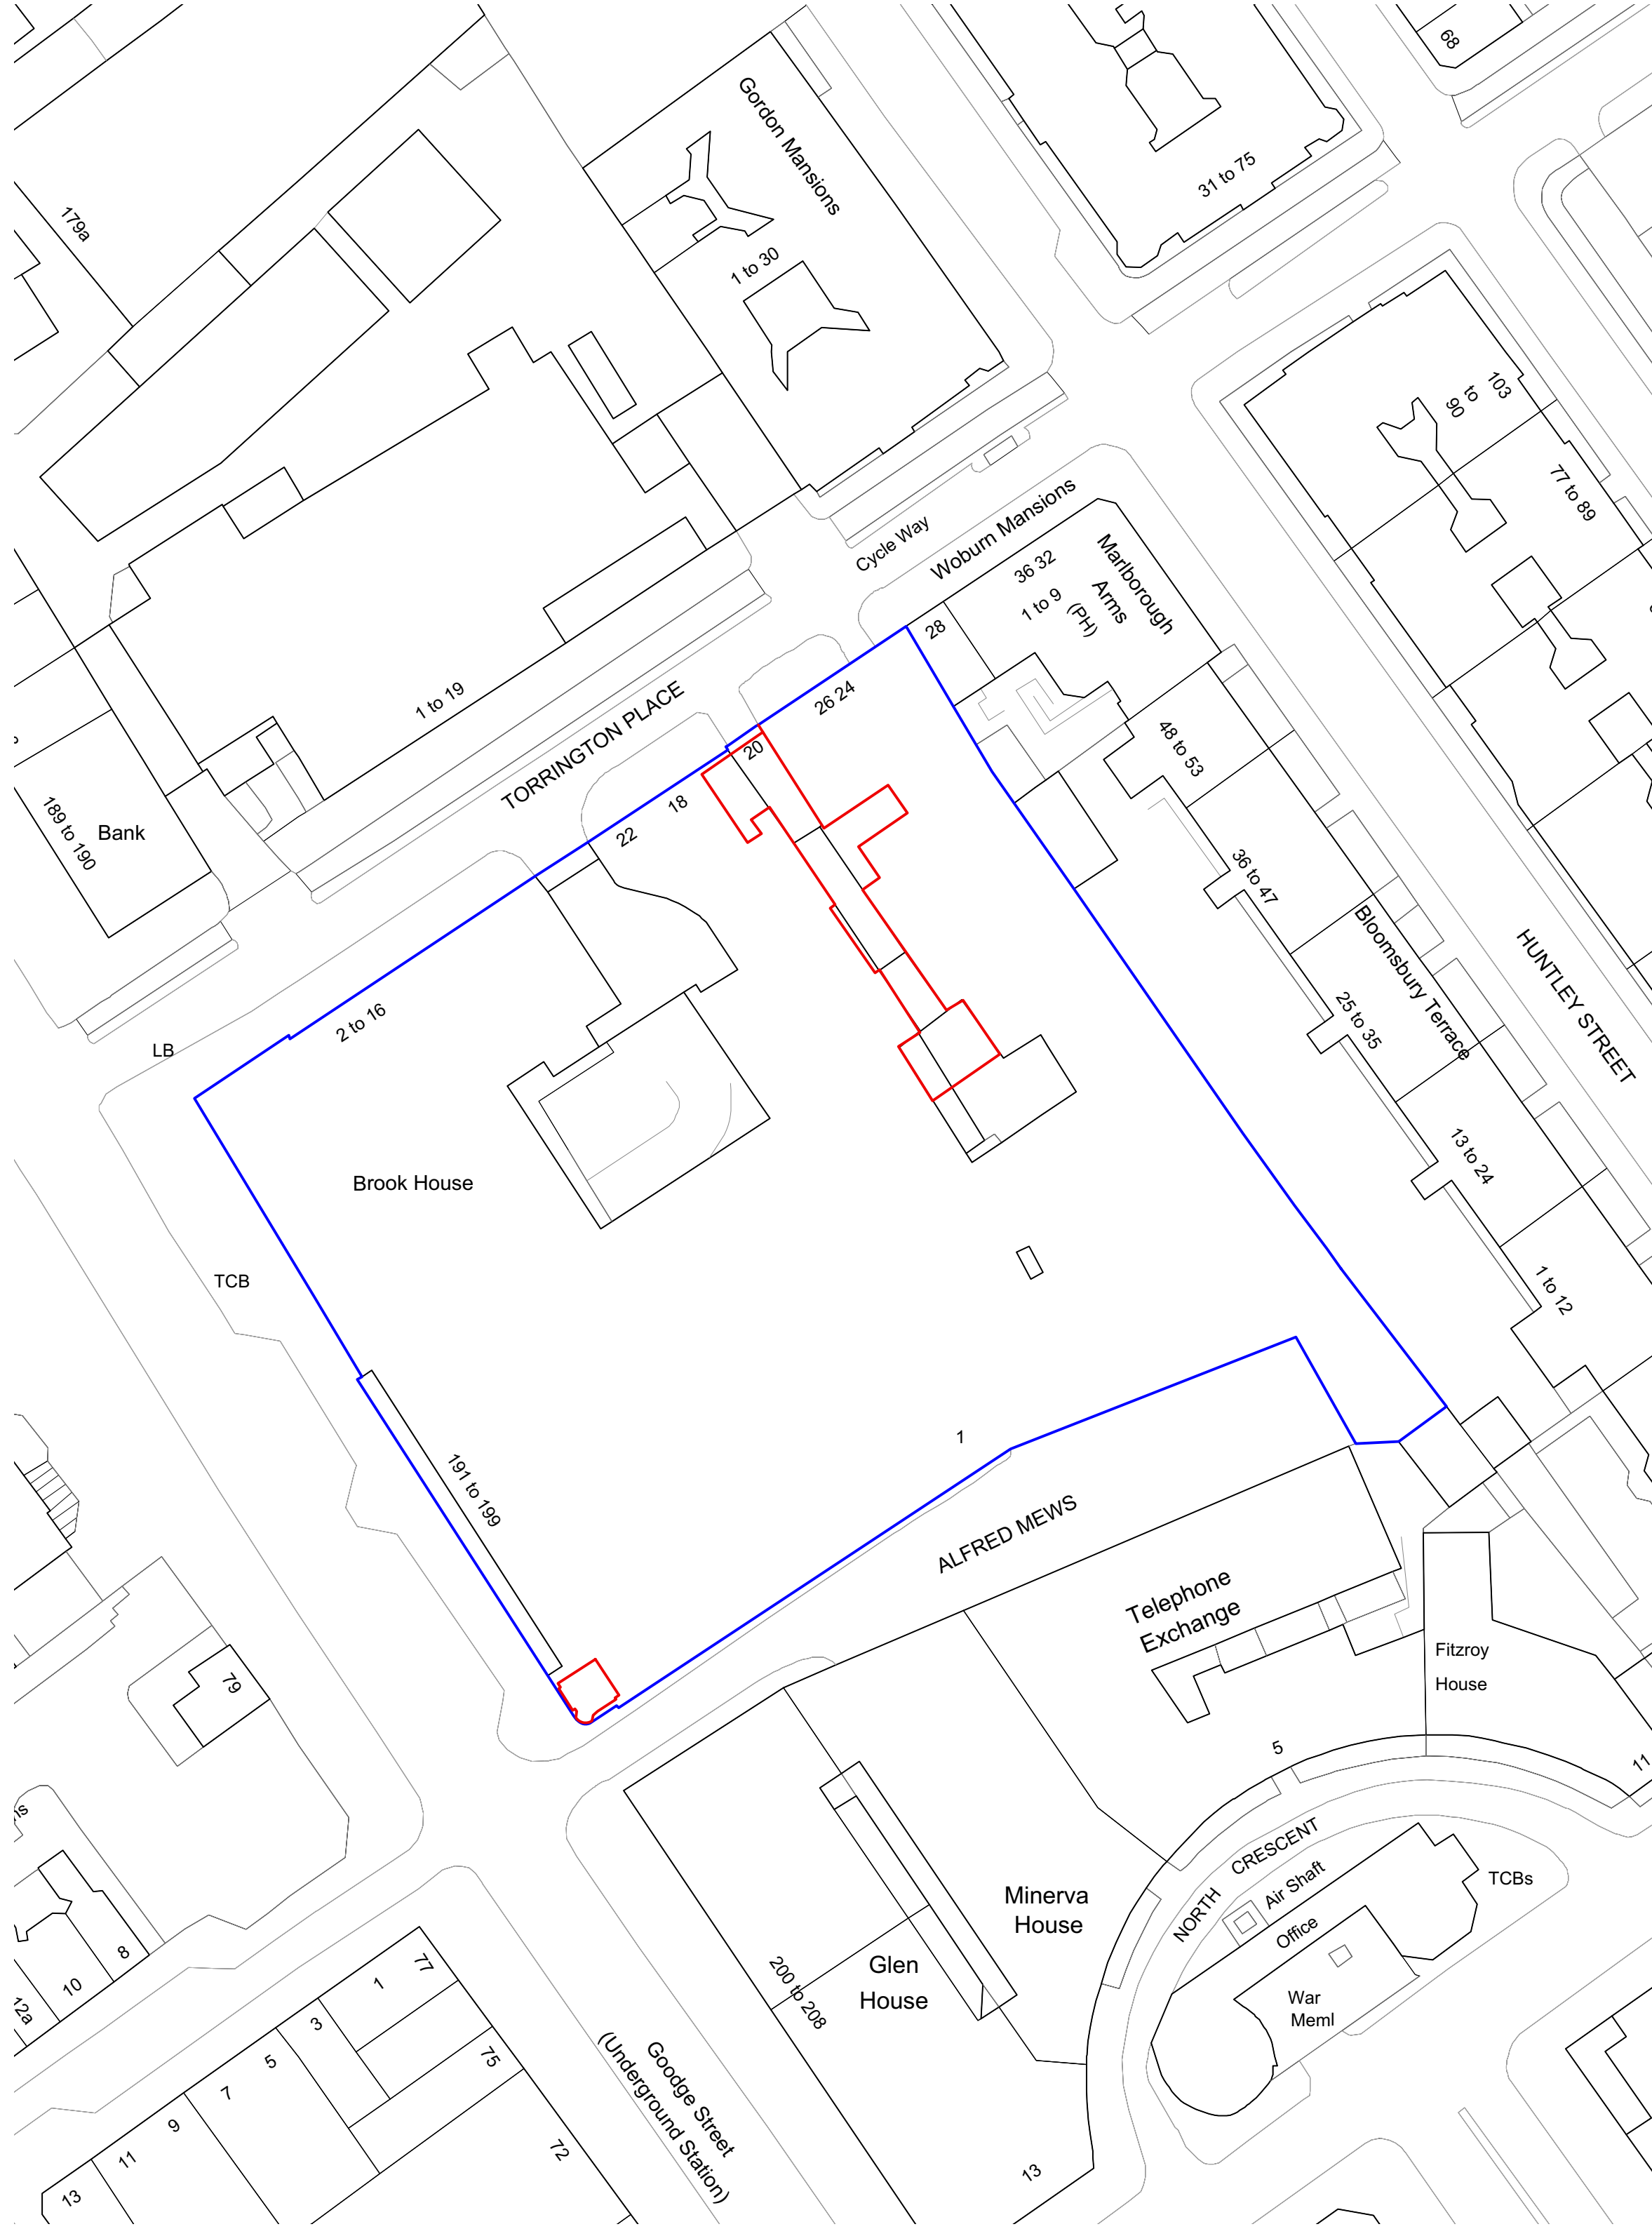 68
Gordon Mansions
179a
31 to 75
1 to 30
103
to
90
77 to 89
Cycle Way
Woburn Mansions
Marlborough
Arms
(PH)
36 32
1 to 9
28
26 24
1 to 19
TORRINGTON PLACE
20
18
22
48 to 53
189 to 190
Bank
36 to 47
Bloomsbury Terrace
HUNTLEY STREET
2 to 16
LB
25 to 35
13 to 24
Brook House
TCB
1 to 12
1
191 to 199
ALFRED MEWS
Telephone
Exchange
Fitzroy
House
79
5
11
NORTH
CRESCENT
Air Shaft
TCBs
Minerva
House
Office
8
10
12a
77
1
3
5
75
7
9
11
13
72
Glen
House
200 to 208
War
Meml
Goodge Street
(Underground Station)
13